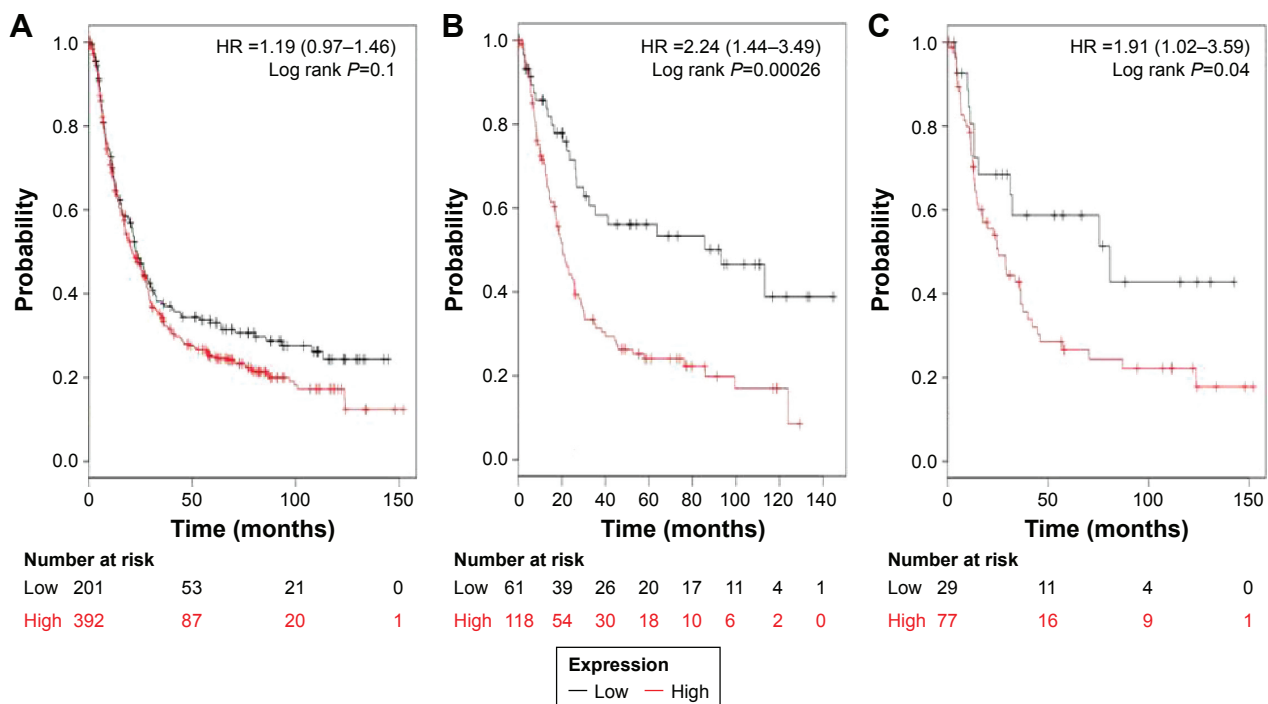 A
HR =1.19 (0.97–1.46)
Log rank P=0.1
Probability
1.0
0.8
0.6
0.4
0.2
0.0
0 50 100 150
Time (months)
Number at risk
Low 201 53 21 0
High 392 87 20 1
B
HR =2.24 (1.44–3.49)
Log rank P=0.00026
Probability
1.0
0.8
0.6
0.4
0.2
0.0
0 20 40 60 80 100 120 140
Time (months)
Number at risk
Low 61 39 26 20 17 11 4 1
High 118 54 30 18 10 6 2 0
C
HR =1.91 (1.02–3.59)
Log rank P=0.04
Probability
1.0
0.8
0.6
0.4
0.2
0.0
0 50 100 150
Time (months)
Number at risk
Low 29 11 4 0
High 77 16 9 1
Expression
Low High